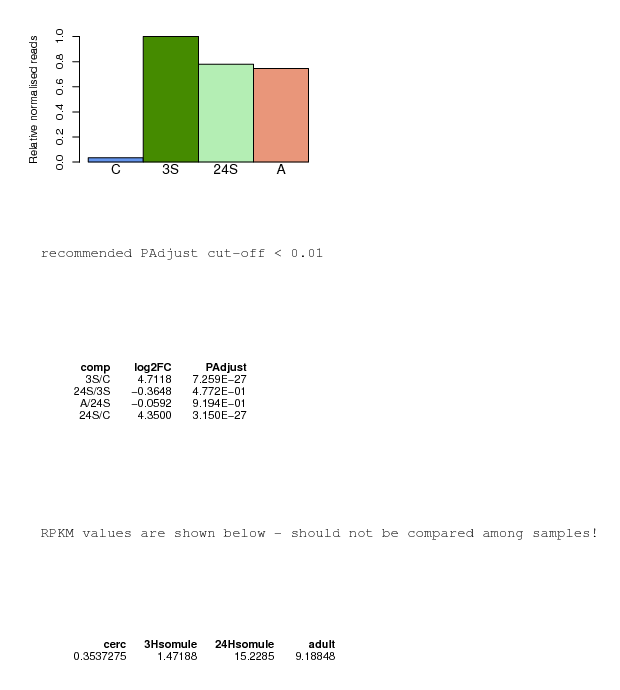 Relative normalised reads
1.0
0.8
0.6
0.4
0.2
0.0
C 3S 24S A
recommended PAdjust cut-off < 0.01
comp log2FC PAdjust
3S/C 4.7118 7.259E−27
24S/3S −0.3648 4.772E−01
A/24S −0.0592 9.194E−01
24S/C 4.3500 3.150E−27
RPKM values are shown below - should not be compared among samples!
cerc 3Hsomule 24Hsomule adult
0.3537275 1.47188 15.2285 9.18848